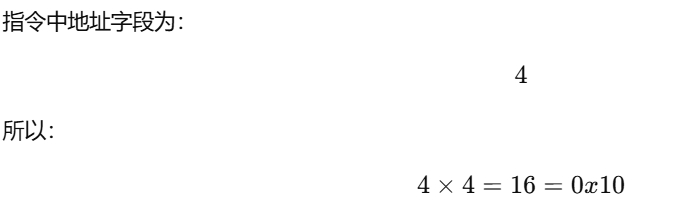 指令中地址字段为：
4
所以：
4 × 4 = 16 = 0x10